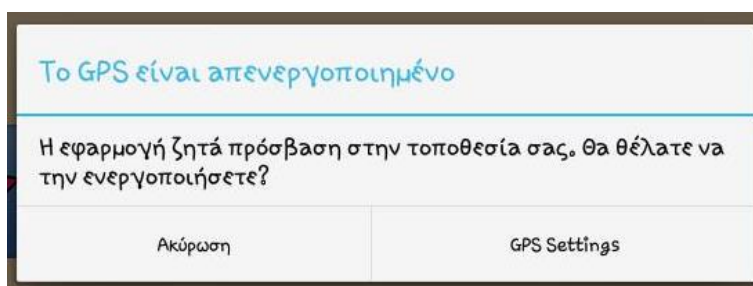 Το GPS είναι απενεργοποιημένο
Η εφαρμογή ζητά πρόσβαση στην τοποθεσία σας. Θα θέλατε να
την ενεργοποιήσετε?
Ακύρωση
GPS Settings